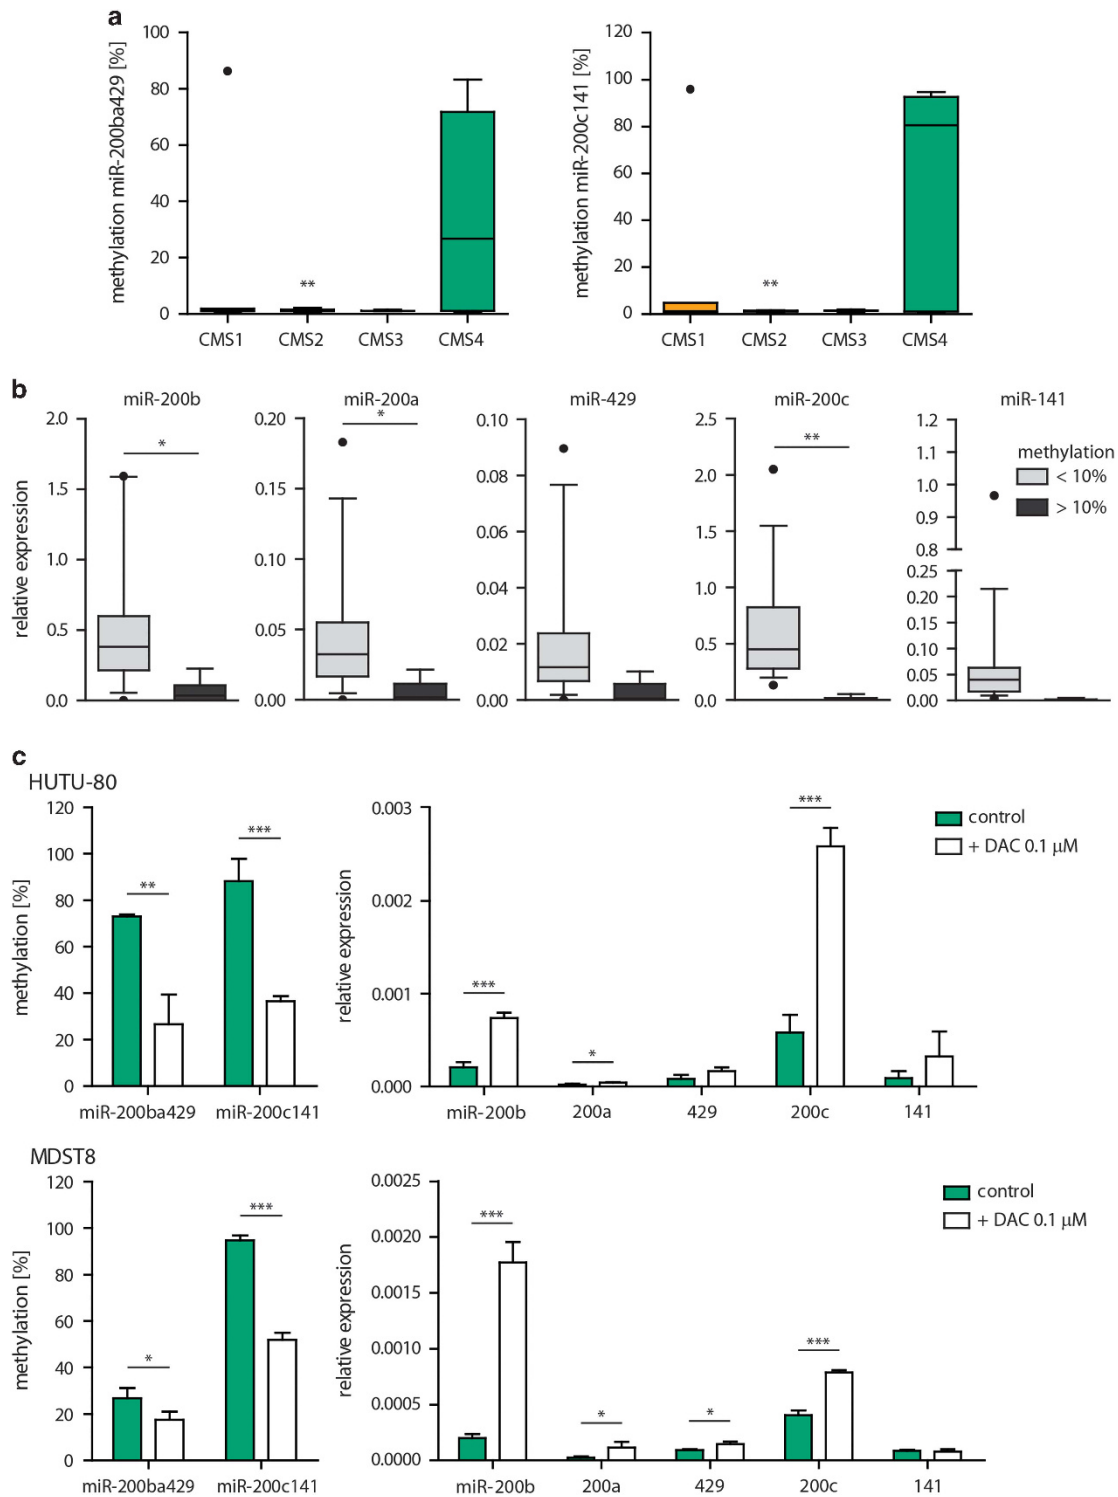 a
methylation miR-200ba429 [%]
100
80
60
40
20
0
**
CMS1 CMS2 CMS3 CMS4
methylation miR-200c141 [%]
120
100
80
60
40
20
0
**
CMS1 CMS2 CMS3 CMS4
b
relative expression
miR-200b
2.0
1.5
1.0
0.5
0.0
*
miR-200a
0.20
0.15
0.10
0.05
0.00
*
miR-429
0.10
0.08
0.06
0.04
0.02
0.00
miR-200c
2.5
2.0
1.5
1.0
0.5
0.0
**
miR-141
1.2
1.1
1.0
0.9
0.8
0.25
0.20
0.15
0.10
0.05
0.00
methylation
< 10%
> 10%
c
HUTU-80
methylation [%]
120
100
80
60
40
20
0
** ***
miR-200ba429 miR-200c141
relative expression
0.003
0.002
0.001
0.000
*** * ***
miR-200b 200a 429 200c 141
control
+ DAC 0.1 µM
MDST8
methylation [%]
120
100
80
60
40
20
0
* ***
miR-200ba429 miR-200c141
relative expression
0.0025
0.0020
0.0015
0.0010
0.0005
0.0000
*** * * ***
miR-200b 200a 429 200c 141
control
+ DAC 0.1 µM